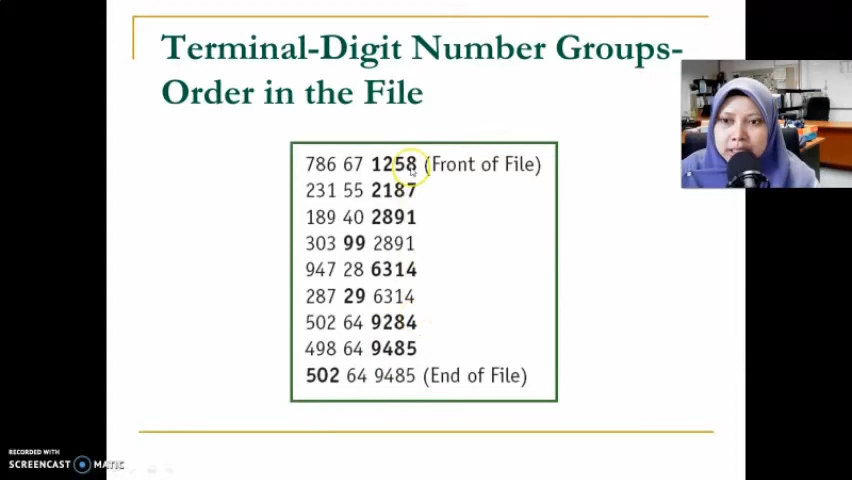 Terminal-Digit Number Groups-
Order in the File
786 67 1258 (Front of File)
231 55 2187
189 40 2891
303 99 2891
947 28 6314
287 29 6314
502 64 9284
498 64 9485
502 64 9485 (End of File)
RECORDED WITH
SCREENCAST MATIC